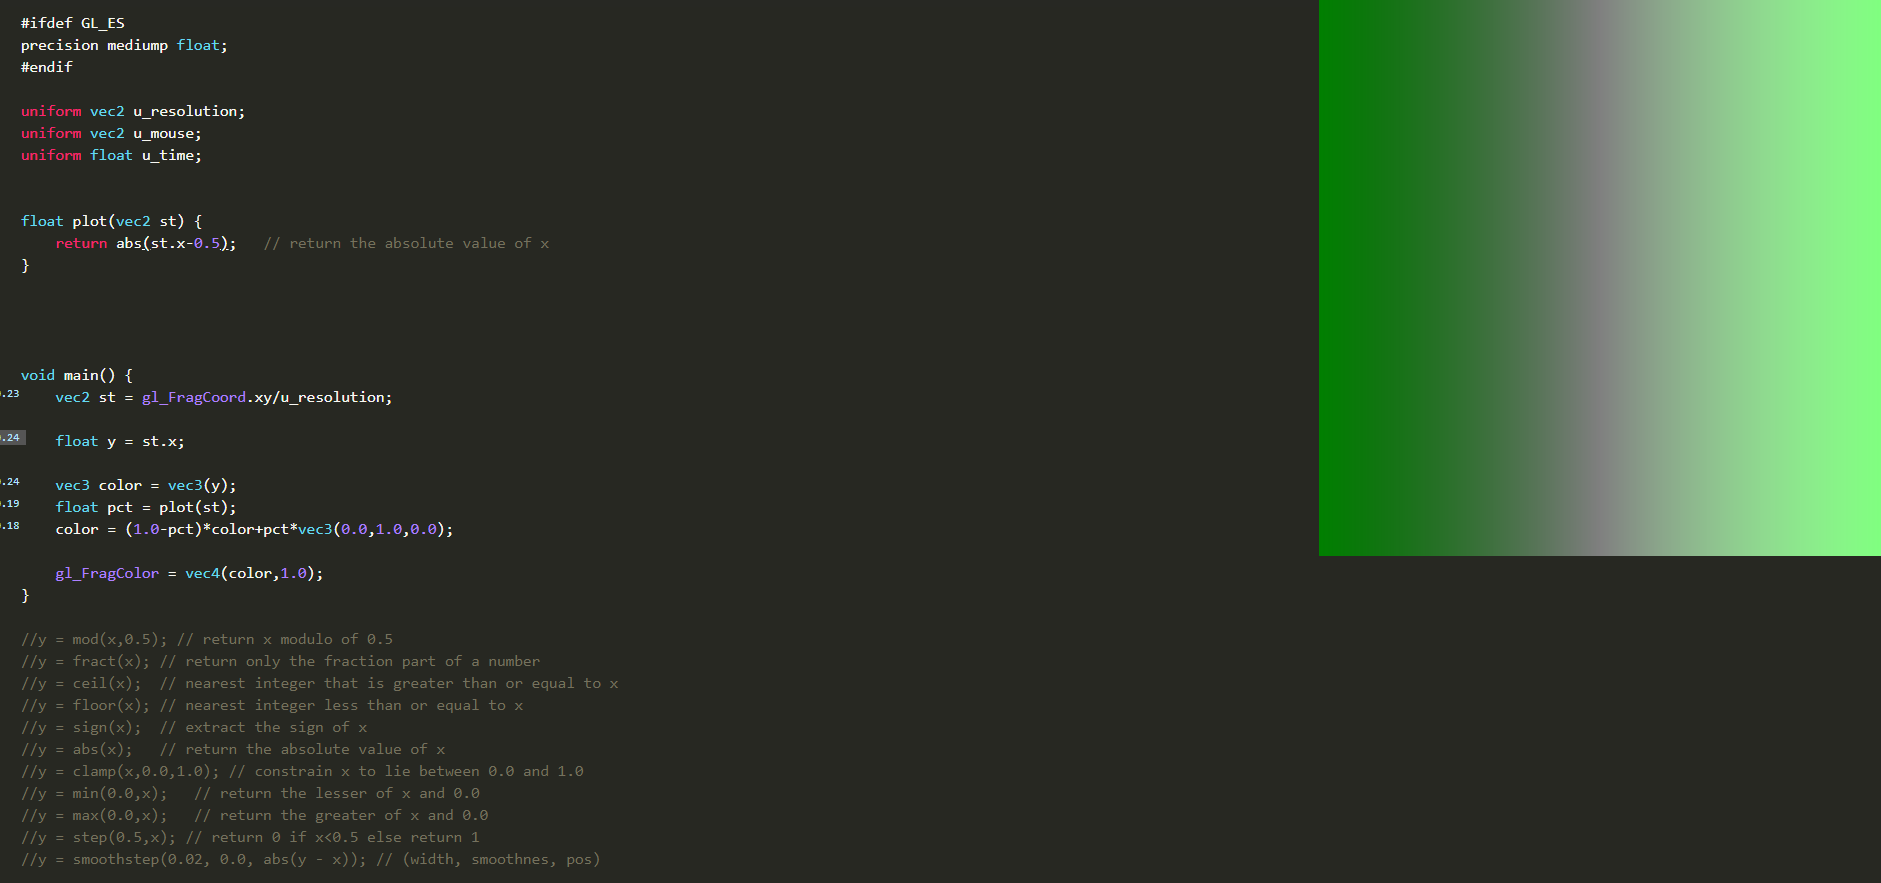 #ifdef GL_ES
precision mediump float;
#endif
uniform vec2 u_resolution;
uniform vec2 u_mouse;
uniform float u_time;
float plot(vec2 st) {
return abs(st.x-0.5);   // return the absolute value of x
}
void main() {
.23 vec2 st = gl_FragCoord.xy/u_resolution;
.24 float y = st.x;
.24 vec3 color = vec3(y);
.19 float pct = plot(st);
.18 color = (1.0-pct)*color+pct*vec3(0.0,1.0,0.0);
gl_FragColor = vec4(color,1.0);
}
//y = mod(x,0.5); // return x modulo of 0.5
//y = fract(x); // return only the fraction part of a number
//y = ceil(x);  // nearest integer that is greater than or equal to x
//y = floor(x); // nearest integer less than or equal to x
//y = sign(x);  // extract the sign of x
//y = abs(x);   // return the absolute value of x
//y = clamp(x,0.0,1.0); // constrain x to lie between 0.0 and 1.0
//y = min(0.0,x);   // return the lesser of x and 0.0
//y = max(0.0,x);   // return the greater of x and 0.0
//y = step(0.5,x); // return 0 if x<0.5 else return 1
//y = smoothstep(0.02, 0.0, abs(y - x)); // (width, smoothnes, pos)